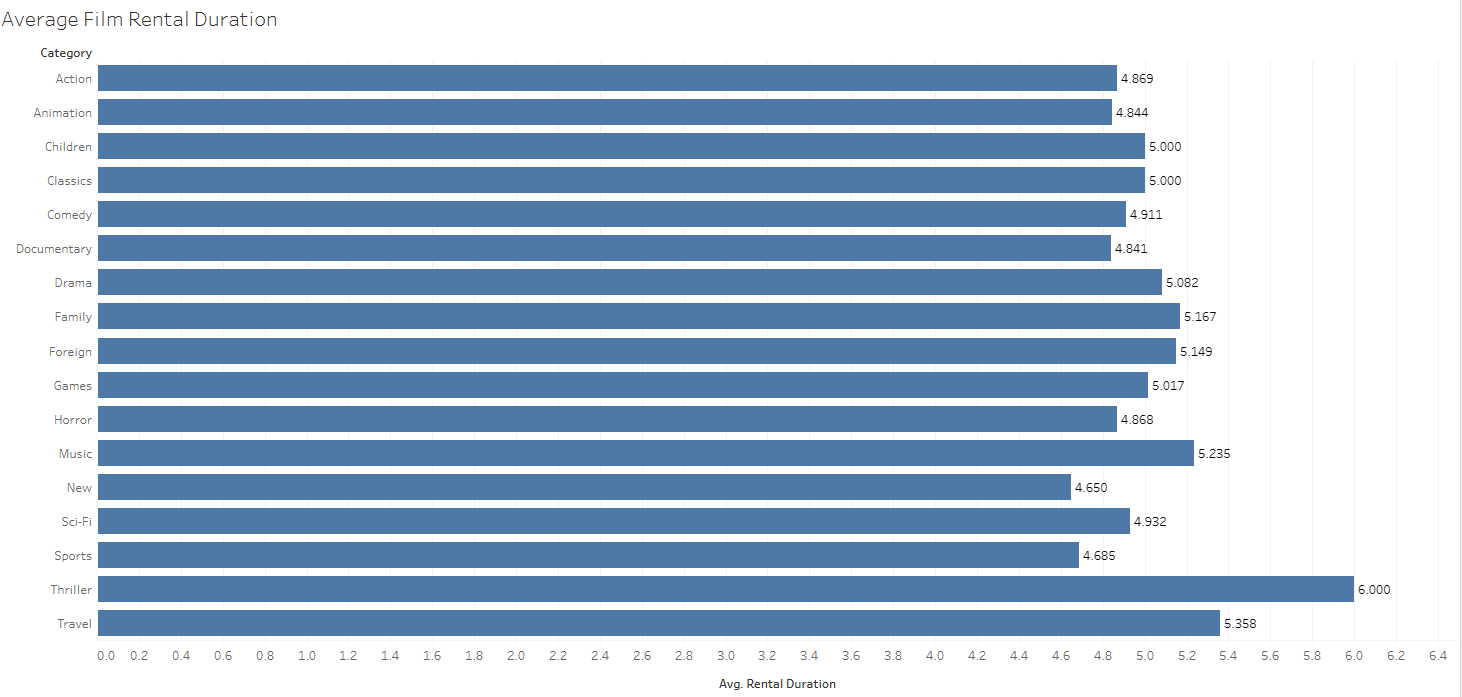 Average Film Rental Duration
Category
Action 4.869
Animation 4.844
Children 5.000
Classics 5.000
Comedy 4.911
Documentary 4.841
Drama 5.082
Family 5.167
Foreign 5.149
Games 5.017
Horror 4.868
Music 5.235
New 4.650
Sci-Fi 4.932
Sports 4.685
Thriller 6.000
Travel 5.358
0.0 0.2 0.4 0.6 0.8 1.0 1.2 1.4 1.6 1.8 2.0 2.2 2.4 2.6 2.8 3.0 3.2 3.4 3.6 3.8 4.0 4.2 4.4 4.6 4.8 5.0 5.2 5.4 5.6 5.8 6.0 6.2 6.4
Avg. Rental Duration